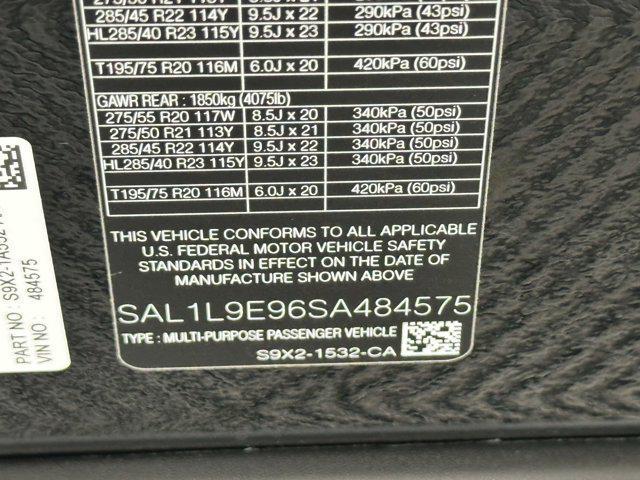 285/45 R22 114Y 9.5J x 22 290kPa (43psi)
HL285/40 R23 115Y 9.5J x 23 290kPa (43psi)
T195/75 R20 116M 6.0J x 20 420kPa (60psi)
GAWR REAR : 1850kg (4075lb)
275/55 R20 117W 8.5J x 20 340kPa (50psi)
275/50 R21 113Y 8.5J x 21 340kPa (50psi)
285/45 R22 114Y 9.5J x 22 340kPa (50psi)
HL285/40 R23 115Y 9.5J x 23 340kPa (50psi)
T195/75 R20 116M 6.0J x 20 420kPa (60psi)
THIS VEHICLE CONFORMS TO ALL APPLICABLE
U.S. FEDERAL MOTOR VEHICLE SAFETY
STANDARDS IN EFFECT ON THE DATE OF
MANUFACTURE SHOWN ABOVE
SAL1L9E96SA484575
TYPE : MULTI-PURPOSE PASSENGER VEHICLE
S9X2-1532-CA
PART NO :
VIN NO : 484575